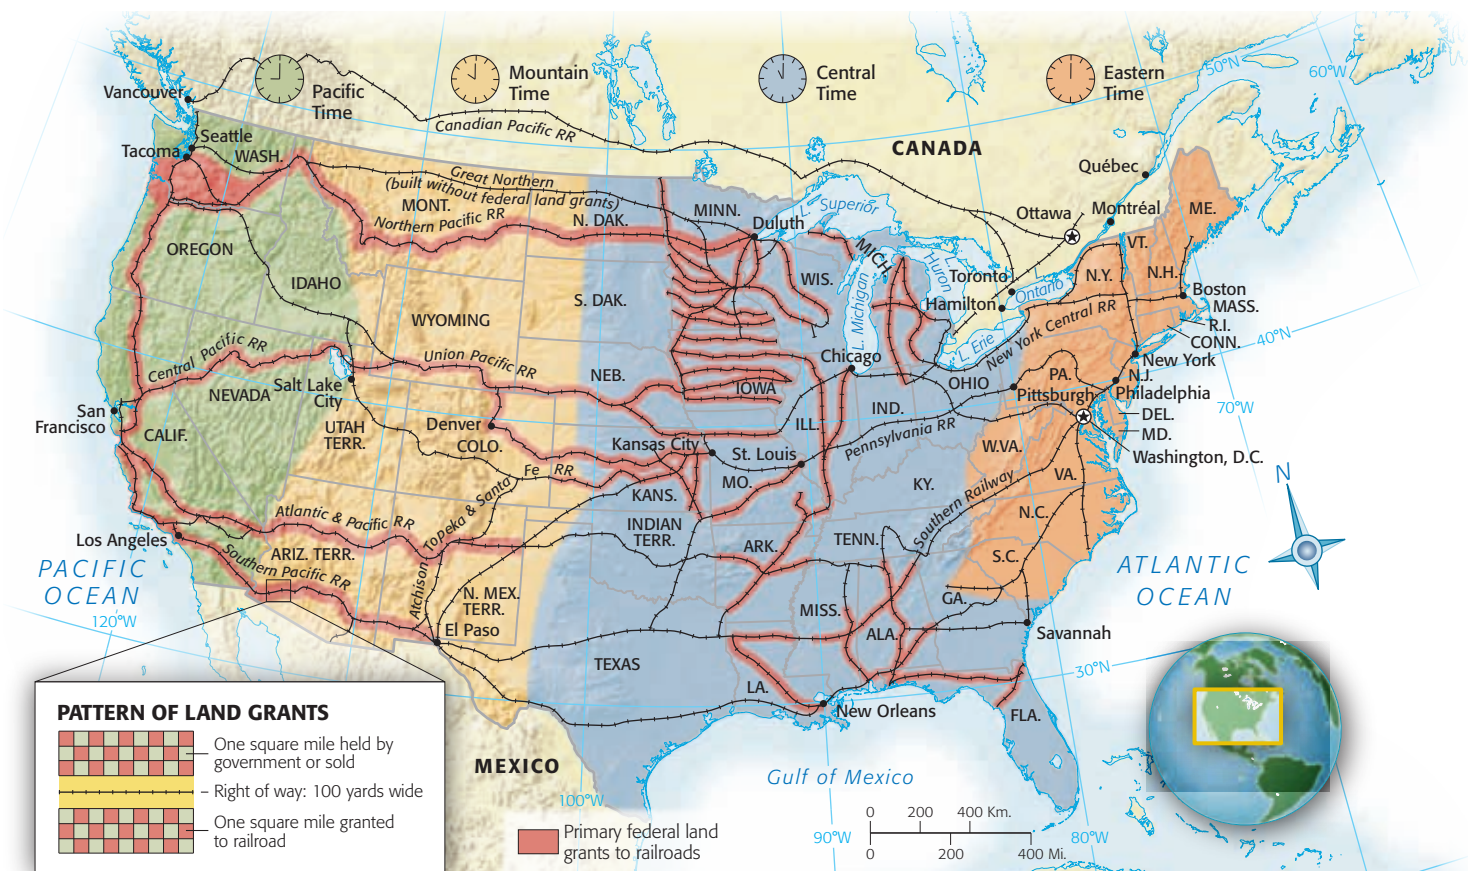 Pacific
Time
Mountain
Time
Central
Time
Eastern
Time
50°N
60°W
Vancouver
Canadian Pacific RR
CANADA
Seattle
Tacoma
WASH.
Québec
Great Northern
(built without federal land grants)
MONT.
Northern Pacific RR
N. DAK.
MINN.
Duluth
L. Superior
Ottawa
Montréal
ME.
OREGON
IDAHO
MICH.
L. Huron
VT.
N.H.
N.Y.
Toronto
Hamilton
L. Ontario
Boston
MASS.
R.I.
CONN.
S. DAK.
WIS.
L. Michigan
WYOMING
New York Central RR
L. Erie
40°N
Central Pacific RR
Union Pacific RR
Chicago
New York
N.J.
Philadelphia
PA.
Pittsburgh
OHIO
NEB.
IOWA
NEVADA
Salt Lake
City
San
Francisco
CALIF.
UTAH
TERR.
Denver
COLO.
ILL.
IND.
Pennsylvania RR
DEL.
MD.
70°W
Washington, D.C.
Kansas City
St. Louis
W.VA.
VA.
MO.
KANS.
KY.
Atchison Topeka & Santa Fe RR
Southern Railway
N.C.
N
Atlantic & Pacific RR
INDIAN
TERR.
Los Angeles
ARIZ. TERR.
Southern Pacific RR
ARK.
TENN.
S.C.
PACIFIC
OCEAN
120°W
ATLANTIC
OCEAN
N. MEX.
TERR.
El Paso
MISS.
ALA.
GA.
Savannah
TEXAS
LA.
New Orleans
FLA.
30°N
MEXICO
Gulf of Mexico
100°W
90°W
80°W
PATTERN OF LAND GRANTS
One square mile held by
government or sold
Right of way: 100 yards wide
One square mile granted
to railroad
Primary federal land
grants to railroads
0 200 400 Km.
0 200 400 Mi.